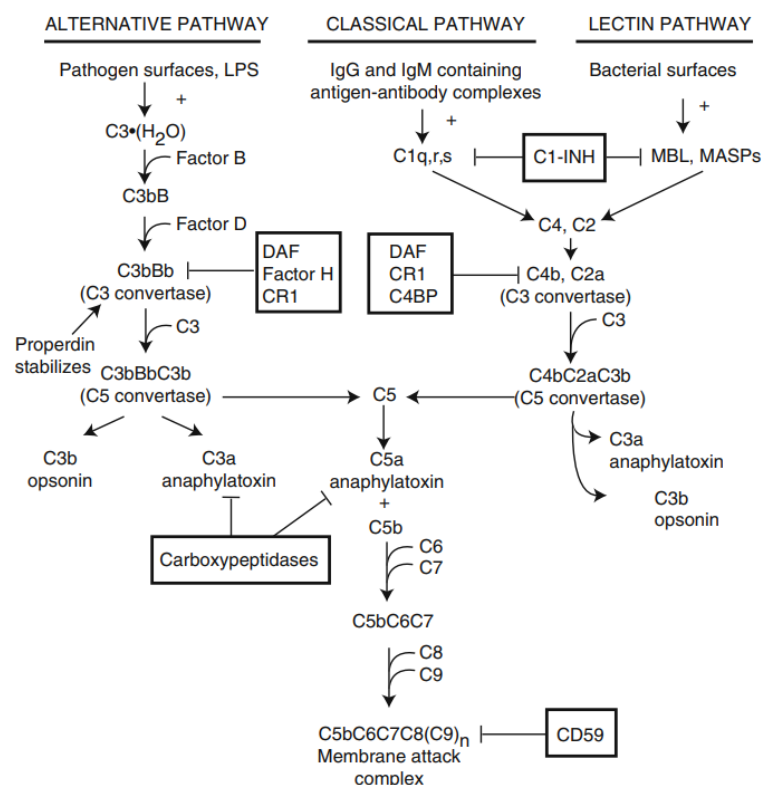 ALTERNATIVE PATHWAY
CLASSICAL PATHWAY
LECTIN PATHWAY
Pathogen surfaces, LPS
IgG and IgM containing
antigen-antibody complexes
Bacterial surfaces
+
+
+
C3•(H2O)
Factor B
C3bB
Factor D
C3bBb
(C3 convertase)
DAF
Factor H
CR1
Properdin
stabilizes
C3
C3bBbC3b
(C5 convertase)
C3b
opsonin
C3a
anaphylatoxin
Carboxypeptidases
C1q,r,s
C1-INH
MBL, MASPs
C4, C2
DAF
CR1
C4BP
C4b, C2a
(C3 convertase)
C3
C4bC2aC3b
(C5 convertase)
C3a
anaphylatoxin
C3b
opsonin
C5
C5a
anaphylatoxin
+
C5b
C6
C7
C5bC6C7
C8
C9
C5bC6C7C8(C9)n
Membrane attack
complex
CD59